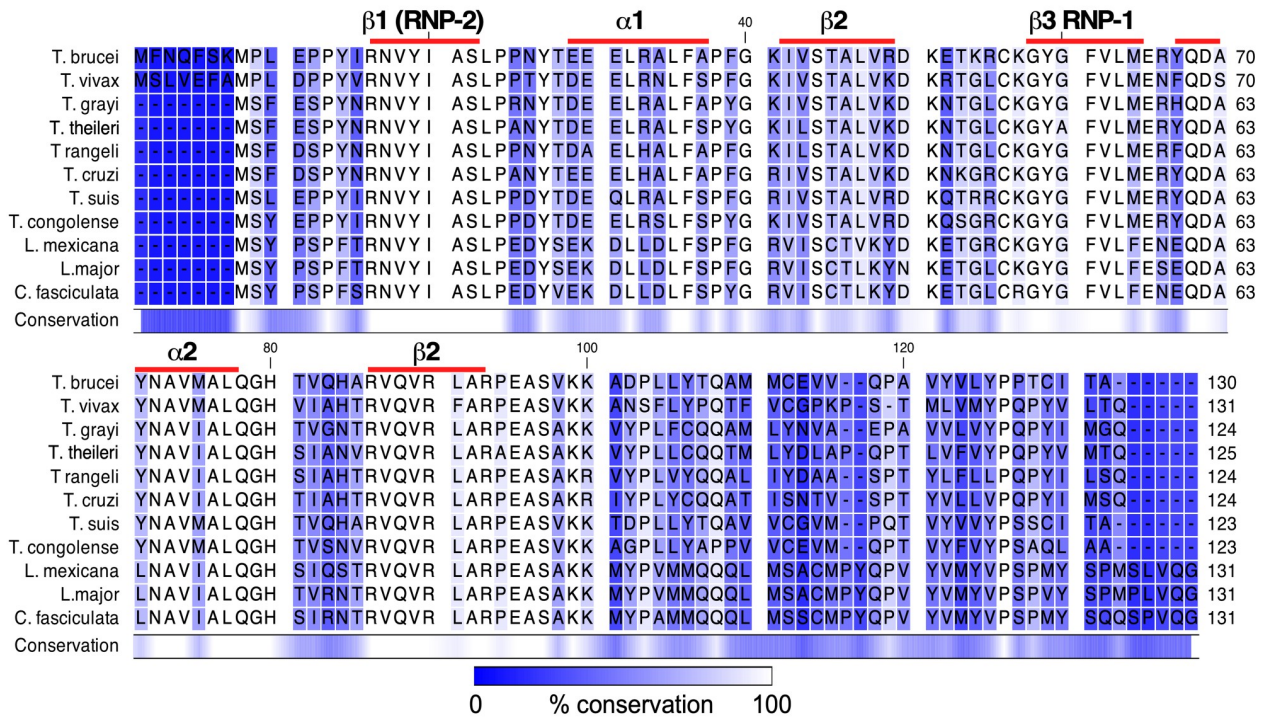 β1 (RNP-2) α1 40 β2 β3 RNP-1
T. brucei MFNQFSKMPL EPPYIRNVYI ASLPPNYTEE ELRALFAPFG KIVSTALVRD KETKRCKGYG FVLMERYQDA 70
T. vivax MSLVEFAMPL DPPYIRNVYI ASLPPNYTEE ELRNLFSPFG KIVSTALVRD KETGLCKGYG FVLMERFQDS 70
T. grayi -------MSF ESPYNRNVYI ASLPRNYTDE ELRALFAPYG KIVSTALVKD KRTGLCKGYG FVLMERHQDA 63
T. theileri -------MSF ESPYNRNVYI ASLPANYTDE ELRALFSPYG KILSTALVKD KNTGLCKGYA FVLMERYQDA 63
T rangeli -------MSF DSPYNRNVYI ASLPPNYTDA ELHALFAPFG KILSTALVKD KNTGLCKGYG FVLMERFQDA 63
T. cruzi -------MSF DSPYNRNVYI ASLPANYTDE ELHALFAPYG KIVSTALVKD KNKGRCKGYG FVLMERYQDA 63
T. suis -------MSL EPPYIRNVYI ASLPPDYTDE QLRALFSPFG RIVSTALVRD KQTRRCKGYG FVLMERYQDA 63
T. congolense -------MSY EPPYIRNVYI ASLPPDYTDE ELRSLFSPYG KIVSTALVRD KQSGRCKGYG FVLMERYQDA 63
L. mexicana -------MSY PSPFTRNVYI ASLPEDYSEK DLLDLFSPFG RVISCTVKYD KETGRCKGYG FVLFENEQDA 63
L.major -------MSY PSPFTRNVYI ASLPEDYSEK DLLDLFSPFG RVISCTLKYN KETGLCKGYG FVLFESEQDA 63
C. fasciculata -------MSY PSPFSRNVYI ASLPEDYVEK DLLDLFSPYG RVISCTLKYD KETGLCRGYG FVLFENEQDA 63
Conservation
α2 80 β2 100 120
T. brucei YNAVMALQGH TVQHARVQVR LARPEASVKK ADPLLYTQAM MCEVV--QPA VYVLYPPTCI TA----- 130
T. vivax YNAVMALQGH VIAHTRVQVR FARPEASVKK ANSFLYPQTF VCGPKP-S-T MLVMYPQPYV LTQ----- 131
T. grayi YNAVMALQGH TVGNTRVQVR LARPEASAKK VYPLFCQQAM LYNVA--EPA VVLVYPQPYI MGQ----- 124
T. theileri YNAVIALQGH SIANVRVQVR LARAEASAKK VYPLLCQQTM LYDLAP-QPT VLFVYPQPYV MTQ----- 125
T rangeli YNAVIALQGH SIAHTRVQVR LARPEASAKR VYPLVYQQAL IYDAA--SPT YLFLLPQPYI LSQ----- 124
T. cruzi YNAVIALQGH TIAHTRVQVR LARPEASAKR IYPLYCQQAT ISNTV--SPT YVLLVPQPYI MSQ----- 124
T. suis YNAVMALQGH TVQHARVQVR LARPEASVKK TDPLLYTQAV VCGVM--PQT VYVVYPSSCI TA----- 123
T. congolense YNAVMALQGH TVSNVRVQVR LARPEASVKK AGPLLYAPPV VCEVM--QPT VYFVYPSAQL AA----- 123
L. mexicana LNAVIALQGH SIQSTRVQVR LARPEASAKK MYPVMMQQQL MSACMPYQPV YVMYVPSPMY SPMSLVQG 131
L.major LNAVIALQGH TVRNTRVQVR LARPEASAKK MYPVMMQQQL MSACMPYQPV YVMYVPSPVY SPMPLVQG 131
C. fasciculata LNAVIALQGH SIRNTRVQVR LARPEASAKK MYPAMMQQQL MSSCMPYQPV YVMYVPSPMY SQQSPVQG 131
Conservation
0 % conservation 100